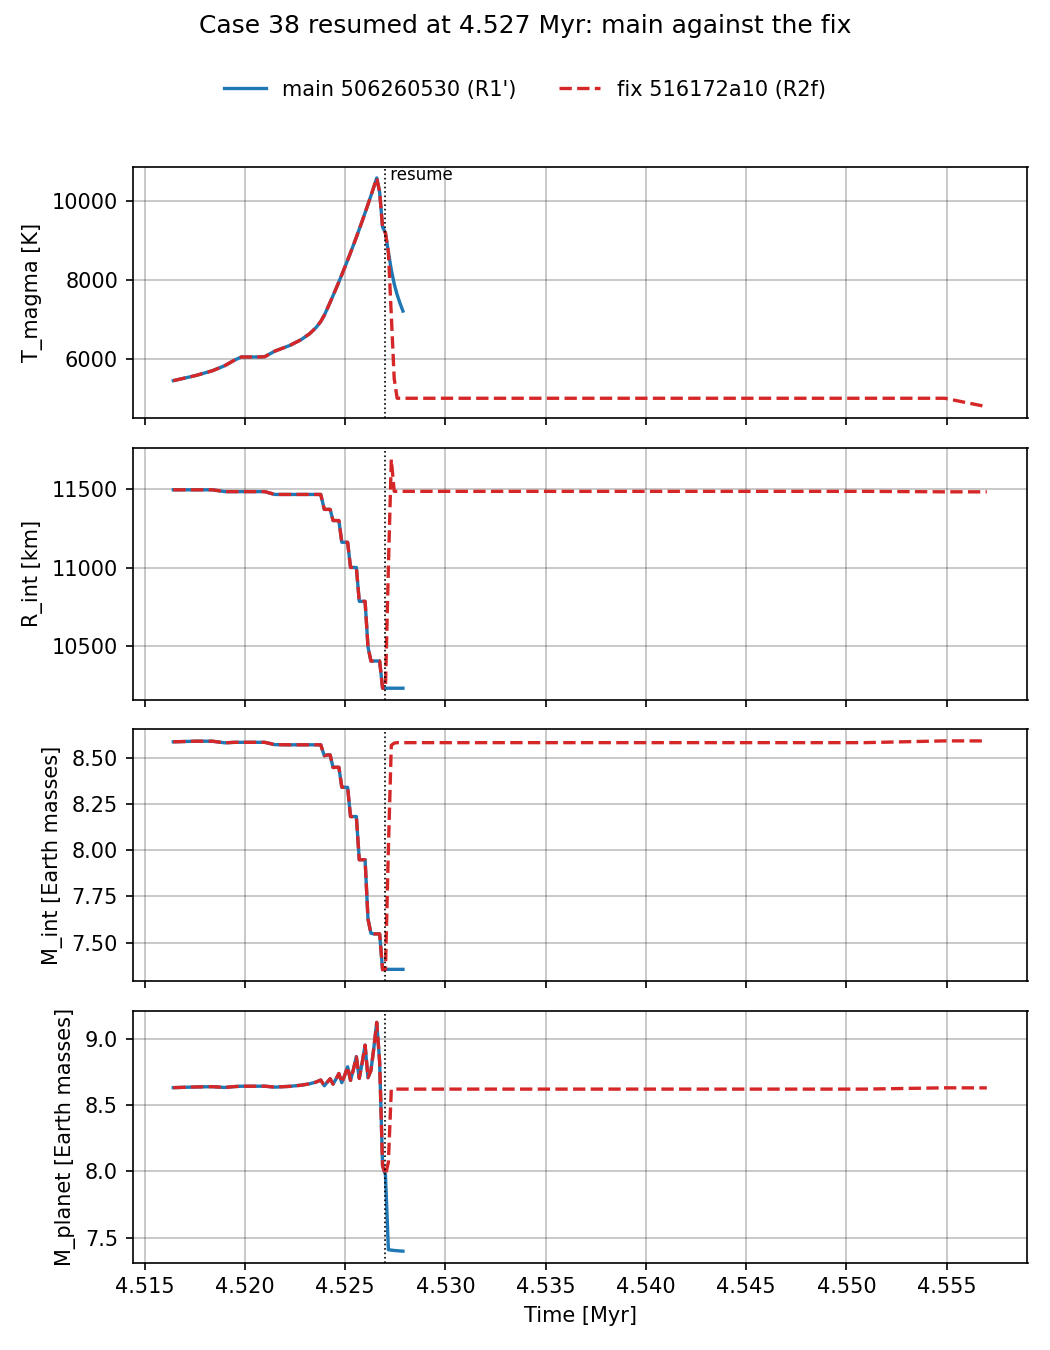 Case 38 resumed at 4.527 Myr: main against the fix
main 506260530 (R1') fix 516172a10 (R2f)
resume
T_magma [K]
10000
8000
6000
R_int [km]
11500
11000
10500
M_int [Earth masses]
8.50
8.25
8.00
7.75
7.50
M_planet [Earth masses]
9.0
8.5
8.0
7.5
4.515 4.520 4.525 4.530 4.535 4.540 4.545 4.550 4.555
Time [Myr]